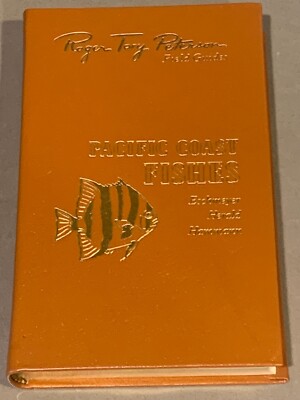 Roger Tory Peterson
Field Guides
PACIFIC COAST
FISHES
Eschmeyer
Herald
Hammann